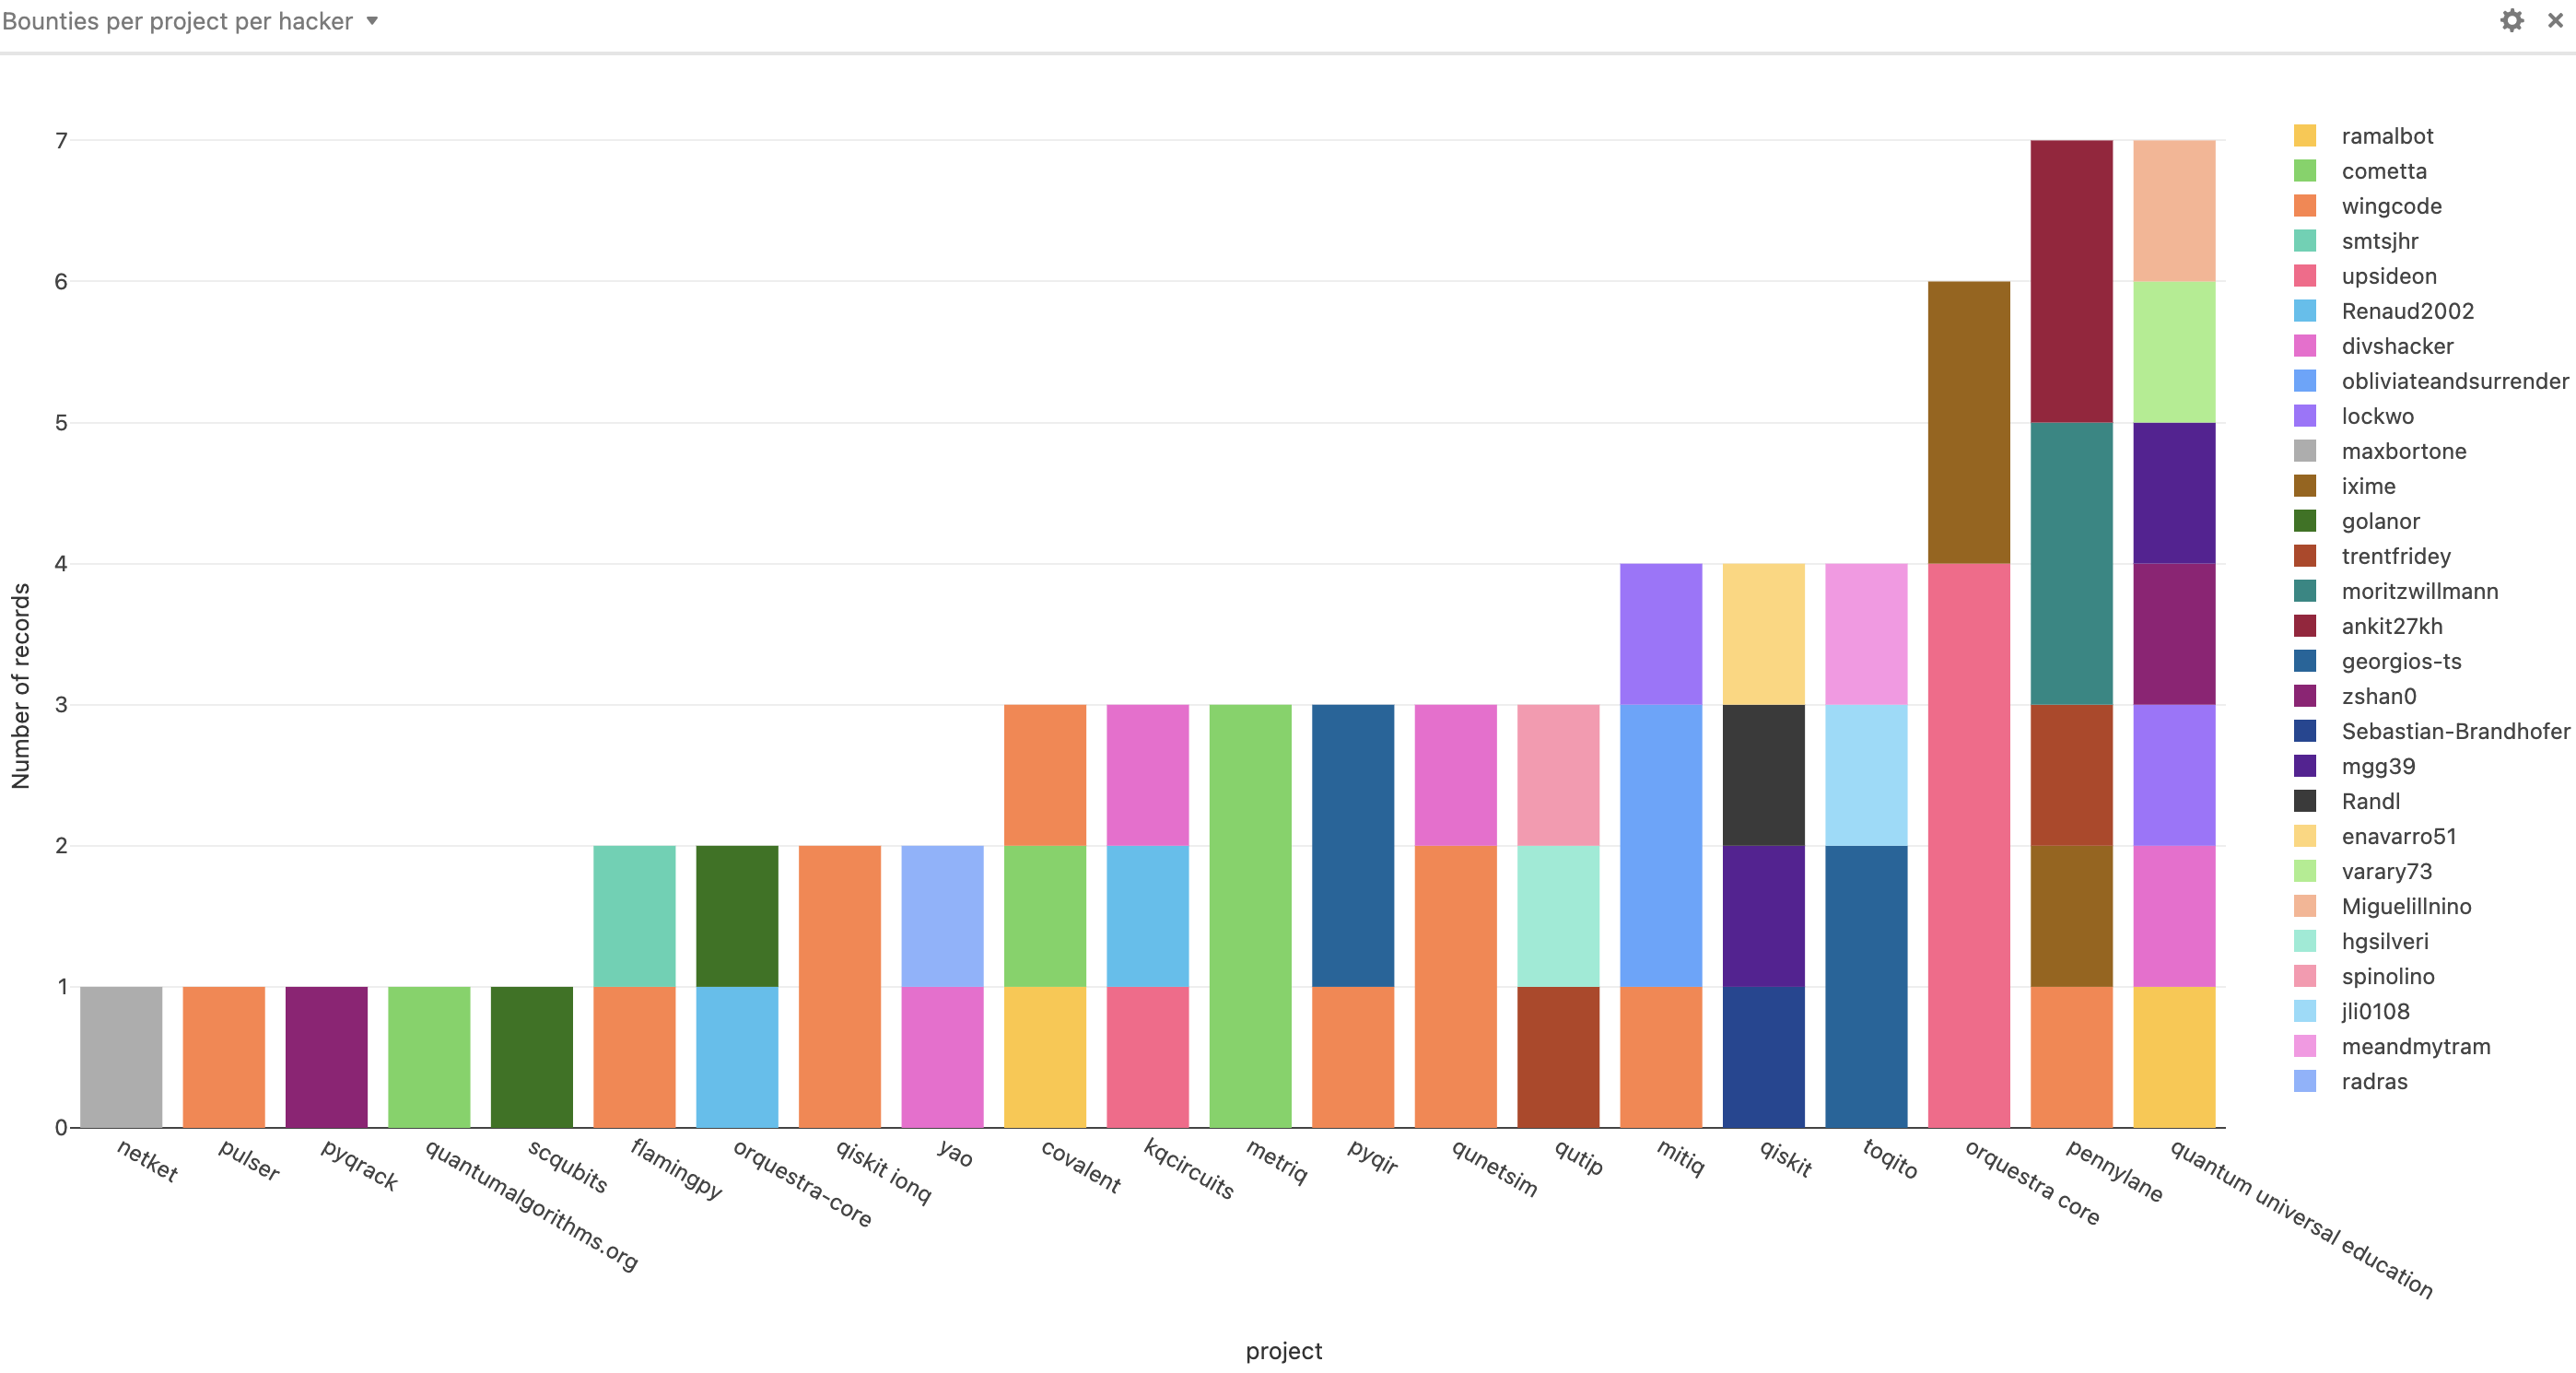 Bounties per project per hacker
7
6
5
4
3
2
1
0
Number of records
netket
pulser
pyqrack
quantumalgorithms.org
scqubits
flamingpy
orquestra-core
qiskit ionq
yao
covalent
kqcircuits
metriq
pyqir
qunetsim
qutip
mitiq
qiskit
toqito
orquestra core
pennylane
quantum universal education
project
ramalbot
cometta
wingcode
smtsjhr
upsideon
Renaud2002
divshacker
obliviateandsurrender
lockwo
maxbortone
ixime
golanor
trentfridey
moritzwillmann
ankit27kh
georgios-ts
zshan0
Sebastian-Brandhofer
mgg39
Randl
enavarro51
varary73
Miguelillnino
hgsilveri
spinolino
jli0108
meandmytram
radras